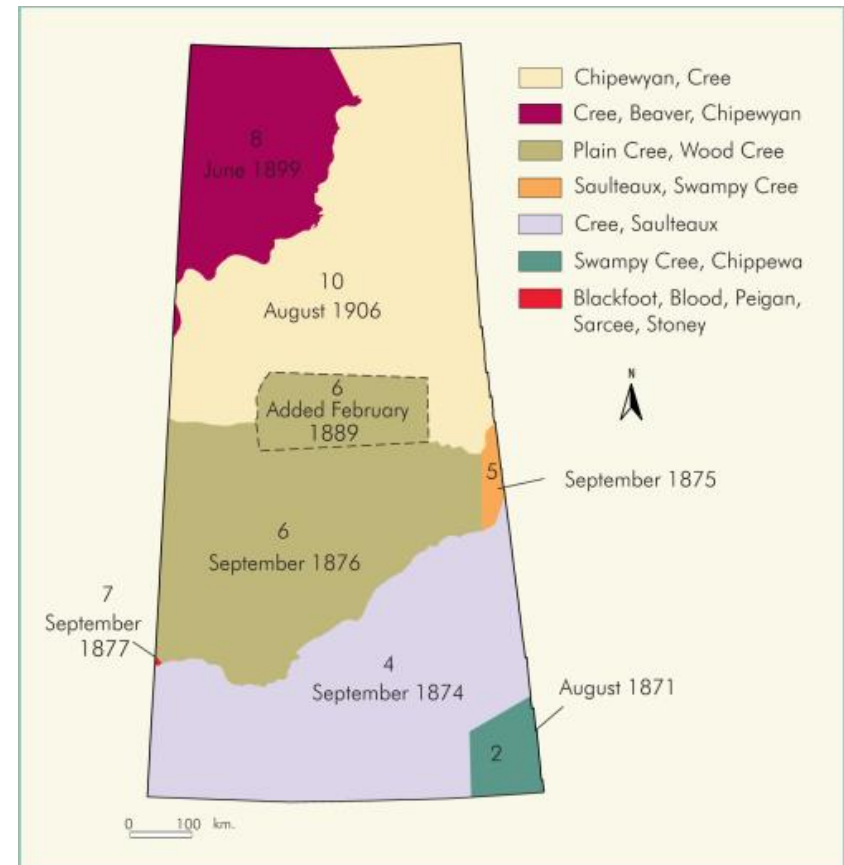 8
June 1899
10
August 1906
6
Added February
1889
5
September 1875
6
September 1876
7
September
1877
4
September 1874
August 1871
2
0 100 km.
Chipewyan, Cree
Cree, Beaver, Chipewyan
Plain Cree, Wood Cree
Saulteaux, Swampy Cree
Cree, Saulteaux
Swampy Cree, Chippewa
Blackfoot, Blood, Peigan,
Sarcee, Stoney
N